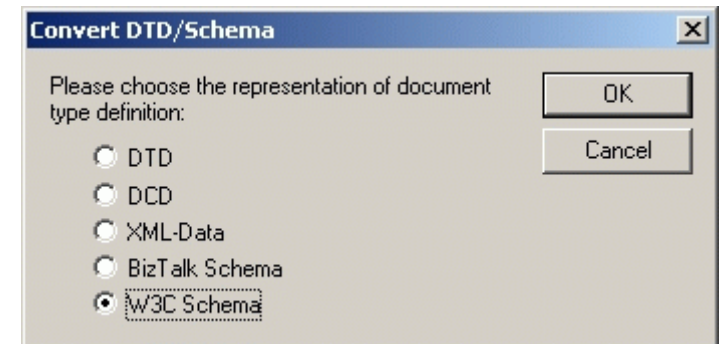 Convert DTD/Schema
Please choose the representation of document
type definition:
OK
Cancel
DTD
DCD
XML-Data
BizTalk Schema
W3C Schema